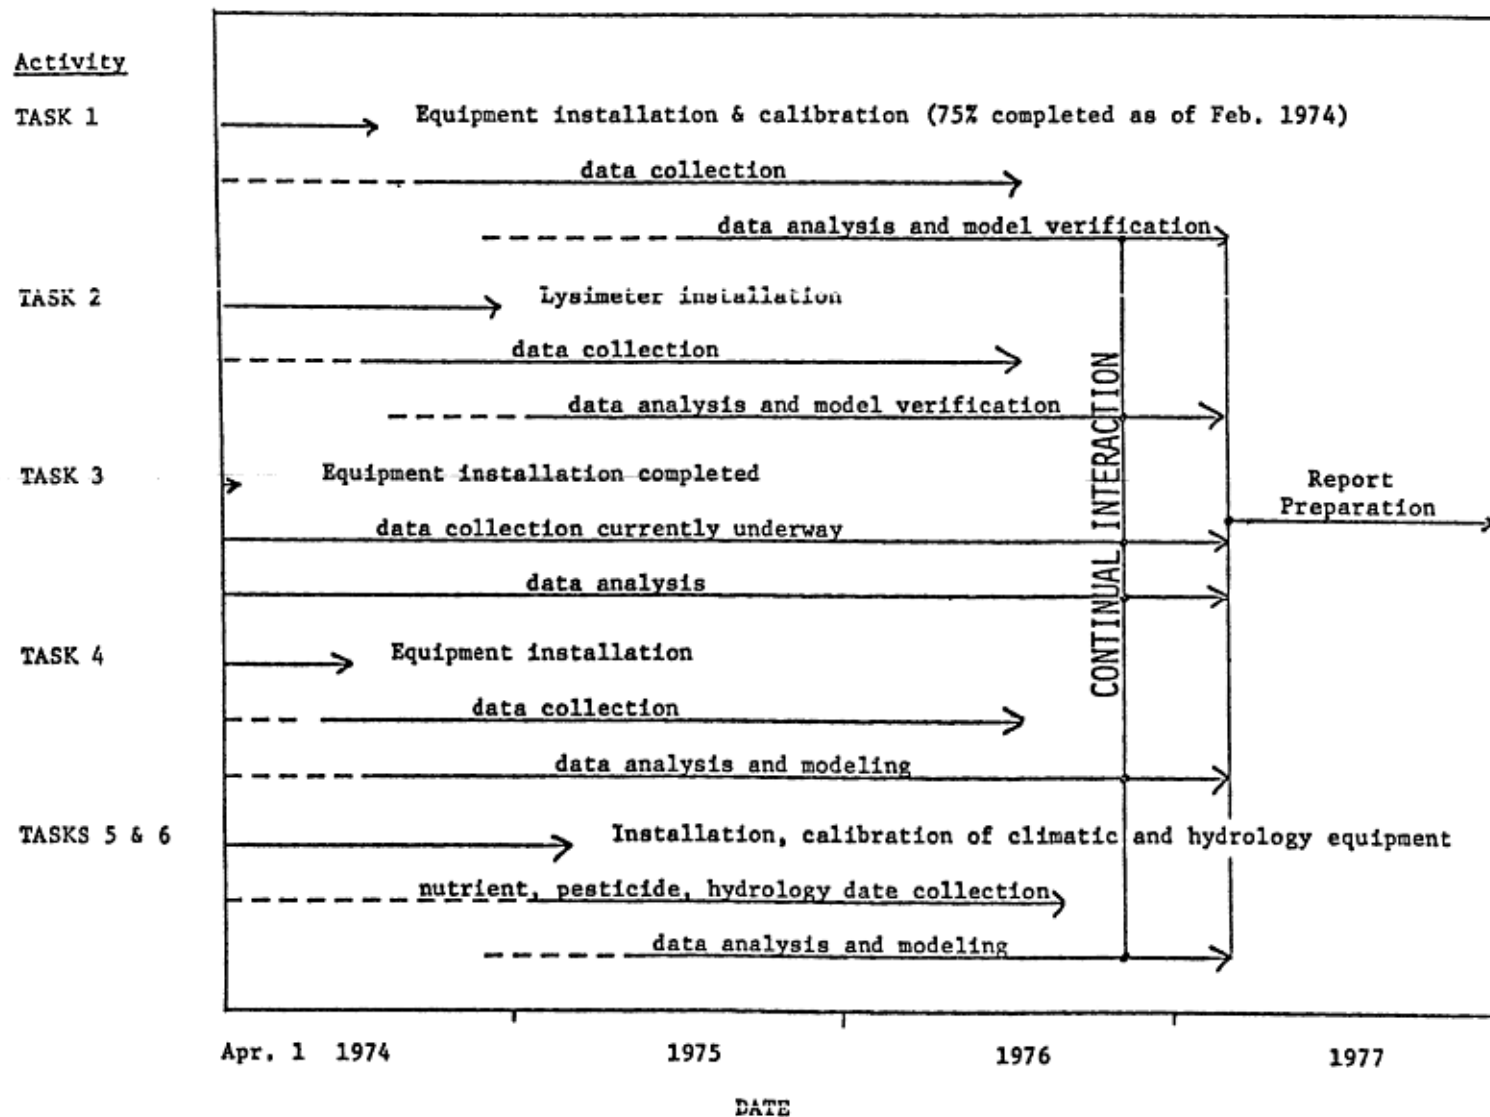 Activity
TASK 1
Equipment installation & calibration (75% completed as of Feb. 1974)
data collection
data analysis and model verification
TASK 2
Lysimeter installation
data collection
data analysis and model verification
TASK 3
Equipment installation completed
data collection currently underway
data analysis
TASK 4
Equipment installation
data collection
data analysis and modeling
TASKS 5 & 6
Installation, calibration of climatic and hydrology equipment
nutrient, pesticide, hydrology date collection
data analysis and modeling
CONTINUAL INTERACTION
Report
Preparation
Apr. 1 1974
1975
1976
1977
DATE